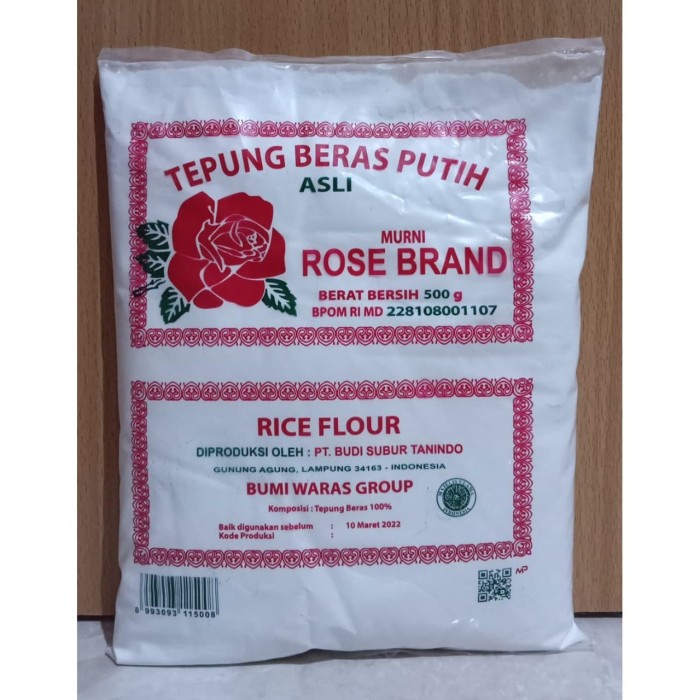 TEPUNG BERAS PUTIH
ASLI
MURNI
ROSE BRAND
BERAT BERSIH 500 g
BPOM RI MD 228108001107
RICE FLOUR
DIPRODUKSI OLEH : PT. BUDI SUBUR TANINDO
GUNUNG AGUNG, LAMPUNG 34163 - INDONESIA
BUMI WARAS GROUP
Komposisi : Tepung Beras 100%
Baik digunakan sebelum : 10 Maret 2022
Kode Produksi :
8 993093 115008
MP